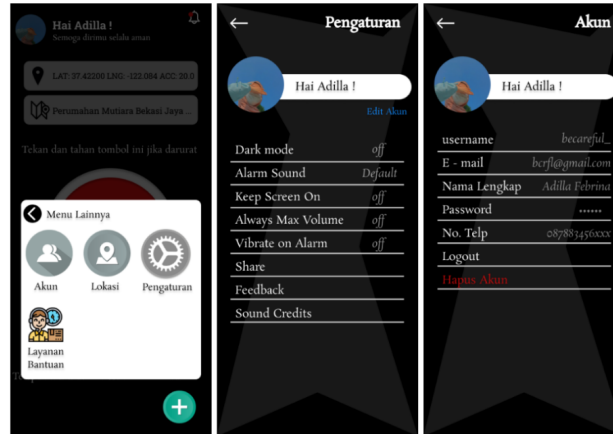 Hai Adilla !
Semoga dirimu selalu aman
LAT: 37.42200 LNG: -122.084 ACC: 20.0
Perumahan Mutiara Bekasi Jaya ...
Tekan dan tahan tombol ini jika darurat
Menu Lainnya
Akun Lokasi Pengaturan
Layanan
Bantuan
Pengaturan
Hai Adilla !
Edit Akun
Dark mode off
Alarm Sound Default
Keep Screen On off
Always Max Volume off
Vibrate on Alarm off
Share
Feedback
Sound Credits
Akun
Hai Adilla !
username becareful_
E - mail bcrfl@gmail.com
Nama Lengkap Adilla Febrina
Password ······
No. Telp 087883456xxx
Logout
Hapus Akun